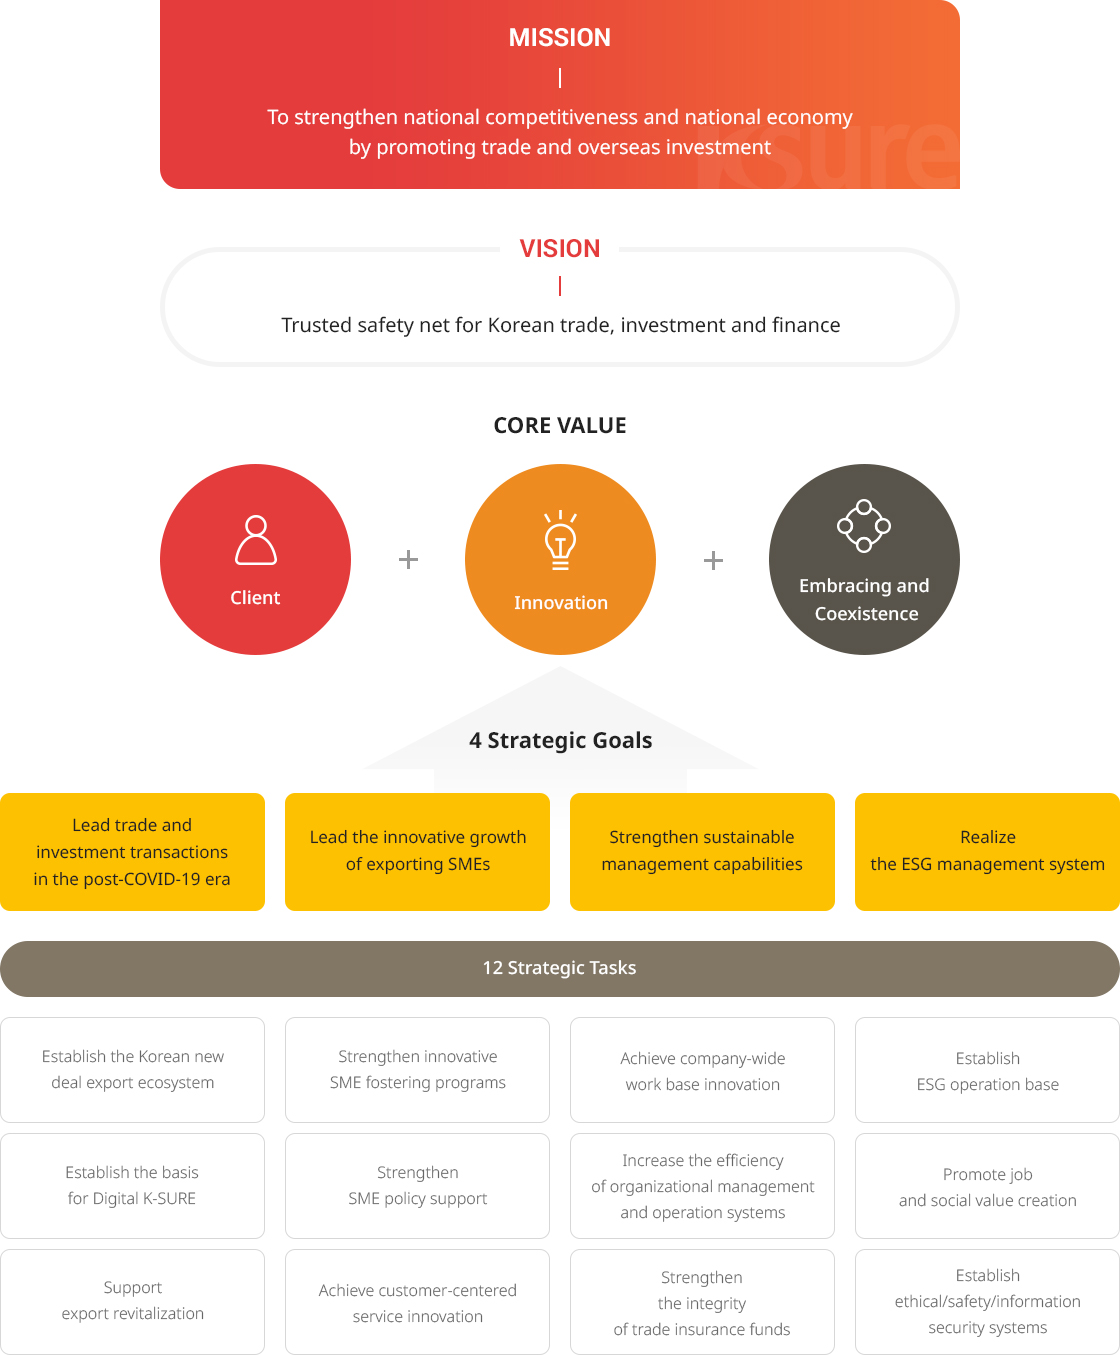 MISSION
To strengthen national competitiveness and national economy
by promoting trade and overseas investment
ksure
VISION
Trusted safety net for Korean trade, investment and finance
CORE VALUE
Client
Innovation
Embracing and
Coexistence
4 Strategic Goals
Lead trade and
investment transactions
in the post-COVID-19 era
Lead the innovative growth
of exporting SMEs
Strengthen sustainable
management capabilities
Realize
the ESG management system
12 Strategic Tasks
Establish the Korean new
deal export ecosystem
Strengthen innovative
SME fostering programs
Achieve company-wide
work base innovation
Establish
ESG operation base
Establish the basis
for Digital K-SURE
Strengthen
SME policy support
Increase the efficiency
of organizational management
and operation systems
Promote job
and social value creation
Support
export revitalization
Achieve customer-centered
service innovation
Strengthen
the integrity
of trade insurance funds
Establish
ethical/safety/information
security systems